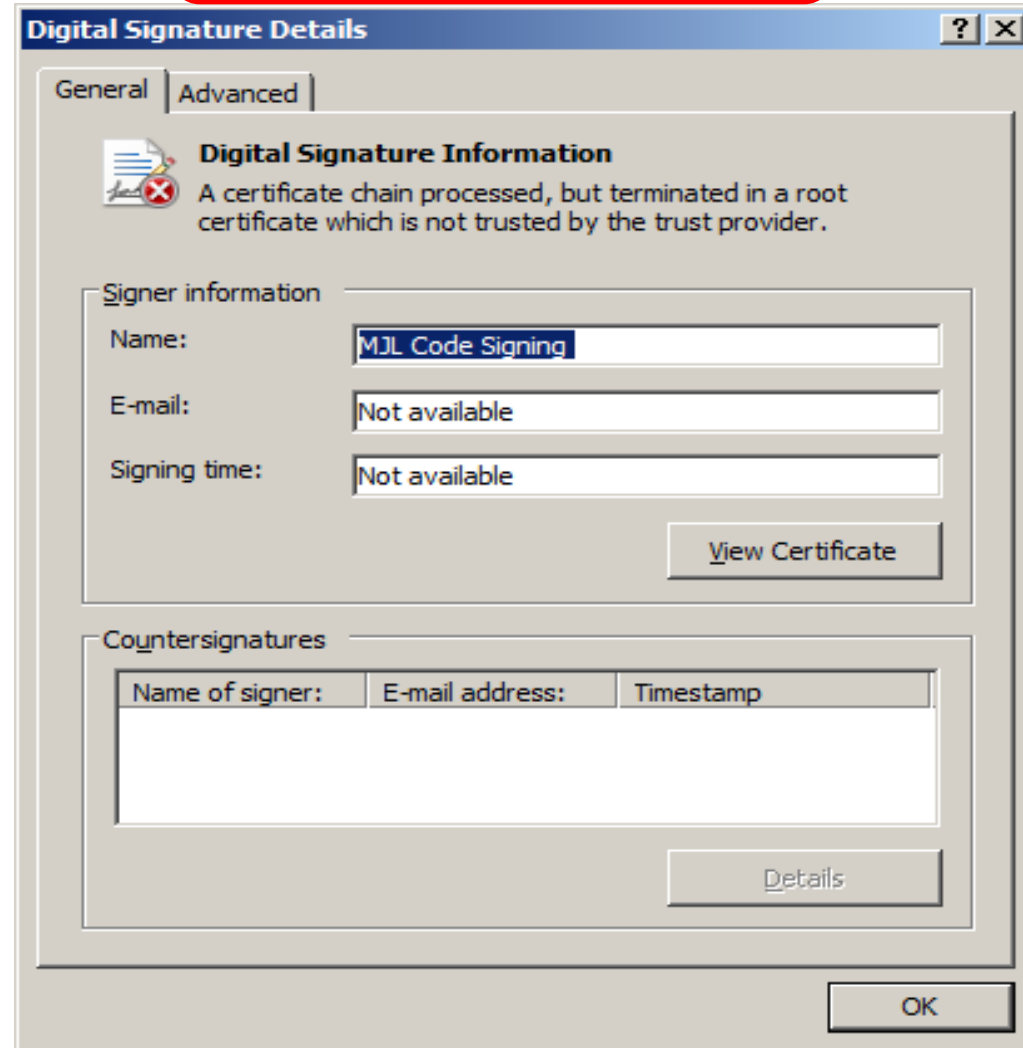 Digital Signature Details
General
Advanced
Digital Signature Information
A certificate chain processed, but terminated in a root
certificate which is not trusted by the trust provider.
Signer information
Name:
MJL Code Signing
E-mail:
Not available
Signing time:
Not available
View Certificate
Countersignatures
Name of signer:
E-mail address:
Timestamp
Details
OK